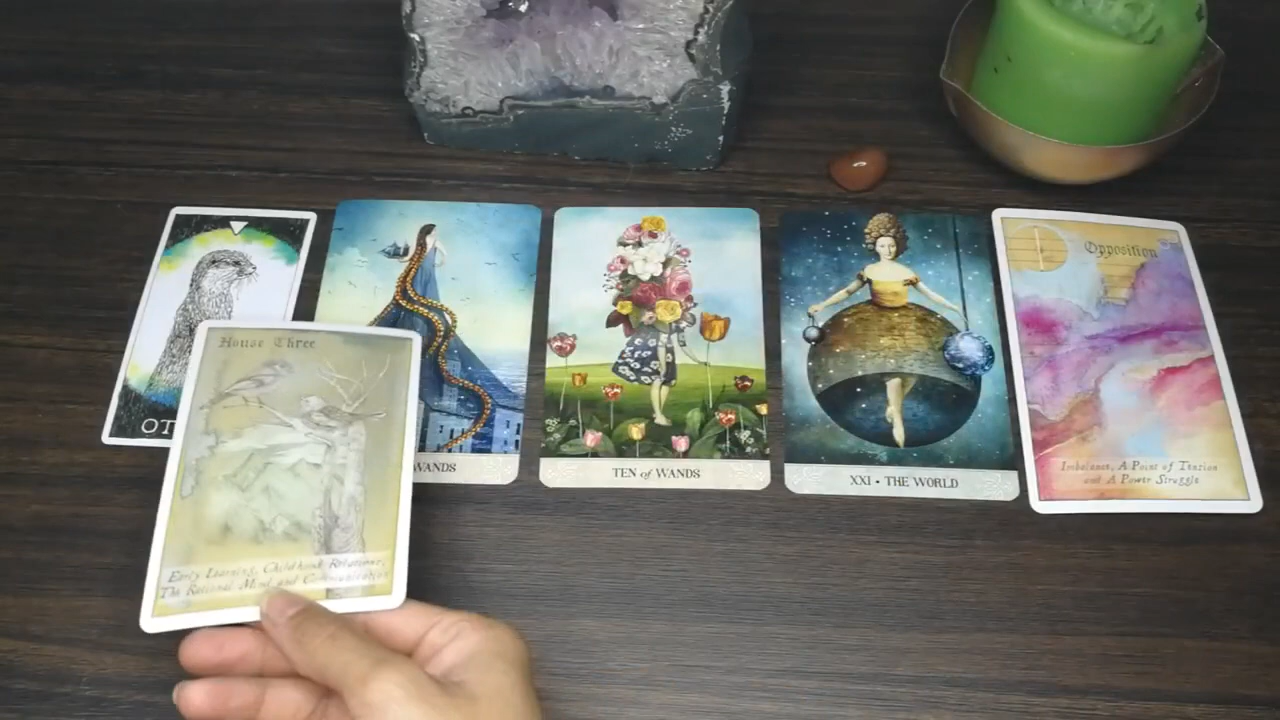 OT
WANDS
TEN of WANDS
XXI • THE WORLD
Opposition
Imbalance, A Point of Tension
and A Power Struggle
House Three
Early Learning, Childhood Relations,
The Rational Mind and Communication